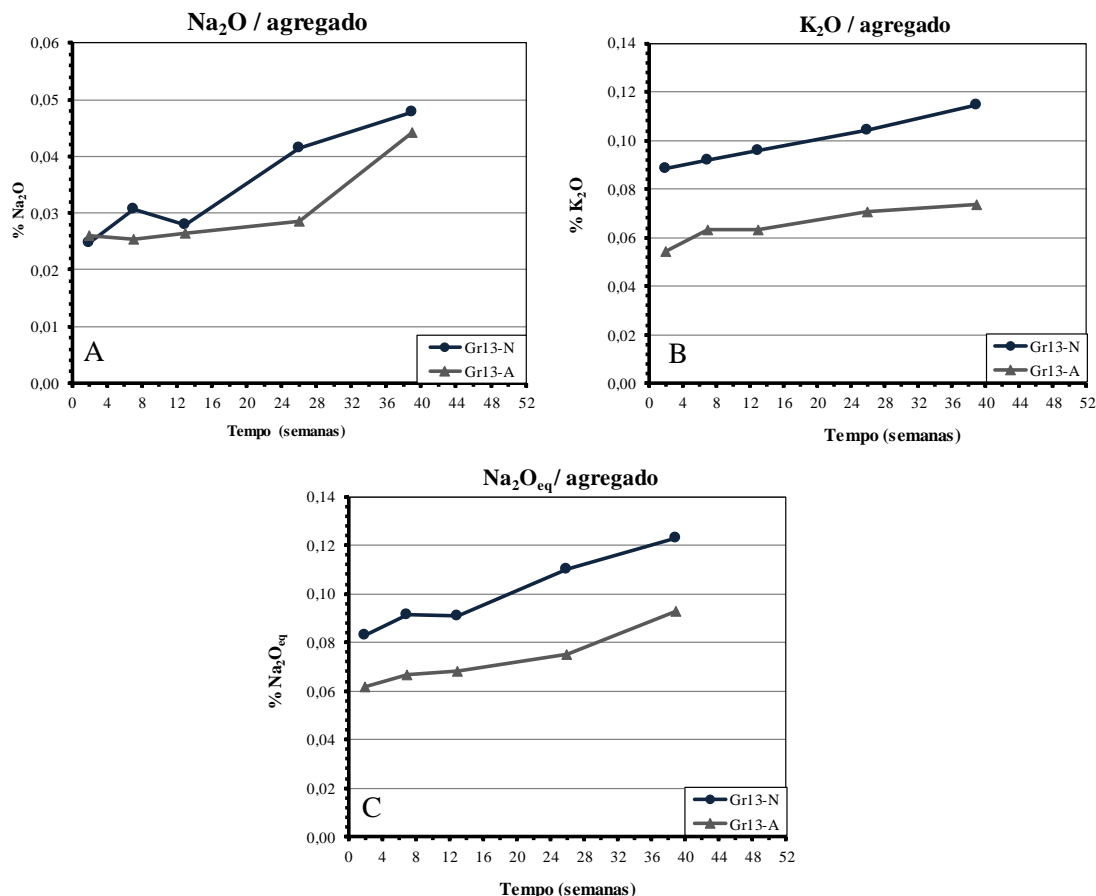 Na₂O / agregado
0,06
0,05
0,04
0,03
0,02
0,01
0,00
% Na₂O
A
Gr13-N
Gr13-A
0 4 8 12 16 20 24 28 32 36 40 44 48 52
Tempo (semanas)
K₂O / agregado
0,14
0,12
0,10
0,08
0,06
0,04
0,02
0,00
% K₂O
B
Gr13-N
Gr13-A
0 4 8 12 16 20 24 28 32 36 40 44 48 52
Tempo (semanas)
Na₂Oeq/ agregado
0,14
0,12
0,10
0,08
0,06
0,04
0,02
0,00
% Na₂Oeq
C
Gr13-N
Gr13-A
0 4 8 12 16 20 24 28 32 36 40 44 48 52
Tempo (semanas)